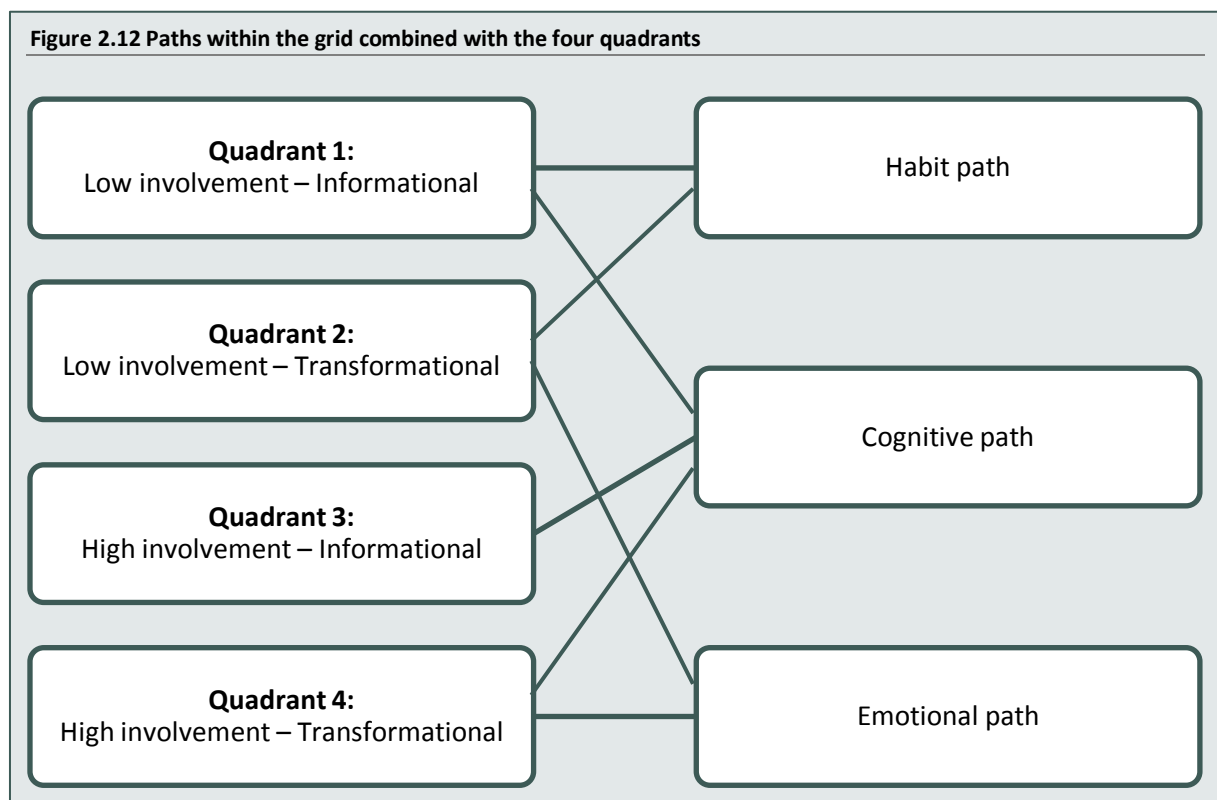 Figure 2.12 Paths within the grid combined with the four quadrants
Quadrant 1:
Low involvement – Informational
Habit path
Quadrant 2:
Low involvement – Transformational
Cognitive path
Quadrant 3:
High involvement – Informational
Quadrant 4:
High involvement – Transformational
Emotional path